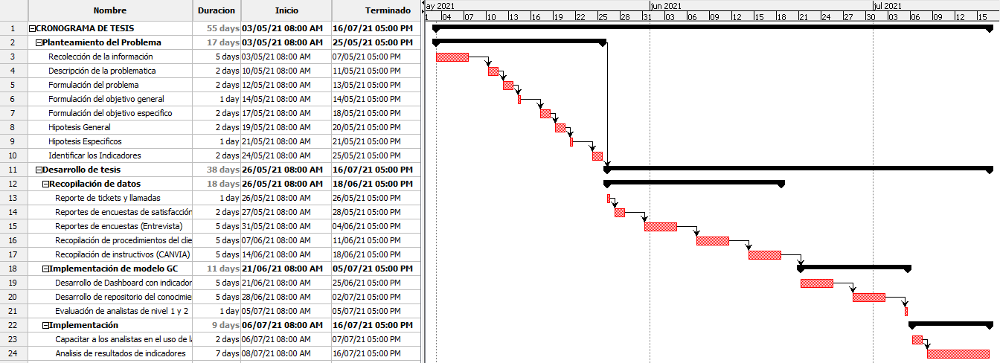 Nombre Duracion Inicio Terminado
ay 2021 jun 2021 jul 2021
04 07 10 13 16 19 22 25 28 31 03 06 09 12 15 18 21 24 27 30 03 06 09 12 15
1 CRONOGRAMA DE TESIS 55 days 03/05/21 08:00 AM 16/07/21 05:00 PM
2 Planteamiento del Problema 17 days 03/05/21 08:00 AM 25/05/21 05:00 PM
3 Recolección de la información 5 days 03/05/21 08:00 AM 07/05/21 05:00 PM
4 Descripción de la problematica 2 days 10/05/21 08:00 AM 11/05/21 05:00 PM
5 Formulación del problema 2 days 12/05/21 08:00 AM 13/05/21 05:00 PM
6 Formulación del objetivo general 1 day 14/05/21 08:00 AM 14/05/21 05:00 PM
7 Formulación del objetivo especifico 2 days 17/05/21 08:00 AM 18/05/21 05:00 PM
8 Hipotesis General 2 days 19/05/21 08:00 AM 20/05/21 05:00 PM
9 Hipotesis Especificos 1 day 21/05/21 08:00 AM 21/05/21 05:00 PM
10 Identificar los Indicadores 2 days 24/05/21 08:00 AM 25/05/21 05:00 PM
11 Desarrollo de tesis 38 days 26/05/21 08:00 AM 16/07/21 05:00 PM
12 Recopilación de datos 18 days 26/05/21 08:00 AM 18/06/21 05:00 PM
13 Reporte de tickets y llamadas 1 day 26/05/21 08:00 AM 26/05/21 05:00 PM
14 Reportes de encuestas de satisfacción 2 days 27/05/21 08:00 AM 28/05/21 05:00 PM
15 Reportes de encuestas (Entrevista) 5 days 31/05/21 08:00 AM 04/06/21 05:00 PM
16 Recopilación de procedimientos del clie 5 days 07/06/21 08:00 AM 11/06/21 05:00 PM
17 Recopilación de instructivos (CANVIA) 5 days 14/06/21 08:00 AM 18/06/21 05:00 PM
18 Implementación de modelo GC 11 days 21/06/21 08:00 AM 05/07/21 05:00 PM
19 Desarrollo de Dashboard con indicador 5 days 21/06/21 08:00 AM 25/06/21 05:00 PM
20 Desarrollo de repositorio del conocimie 5 days 28/06/21 08:00 AM 02/07/21 05:00 PM
21 Evaluación de analistas de nivel 1 y 2 1 day 05/07/21 08:00 AM 05/07/21 05:00 PM
22 Implementación 9 days 06/07/21 08:00 AM 16/07/21 05:00 PM
23 Capacitar a los analistas en el uso de la 2 days 06/07/21 08:00 AM 07/07/21 05:00 PM
24 Analisis de resultados de indicadores 7 days 08/07/21 08:00 AM 16/07/21 05:00 PM